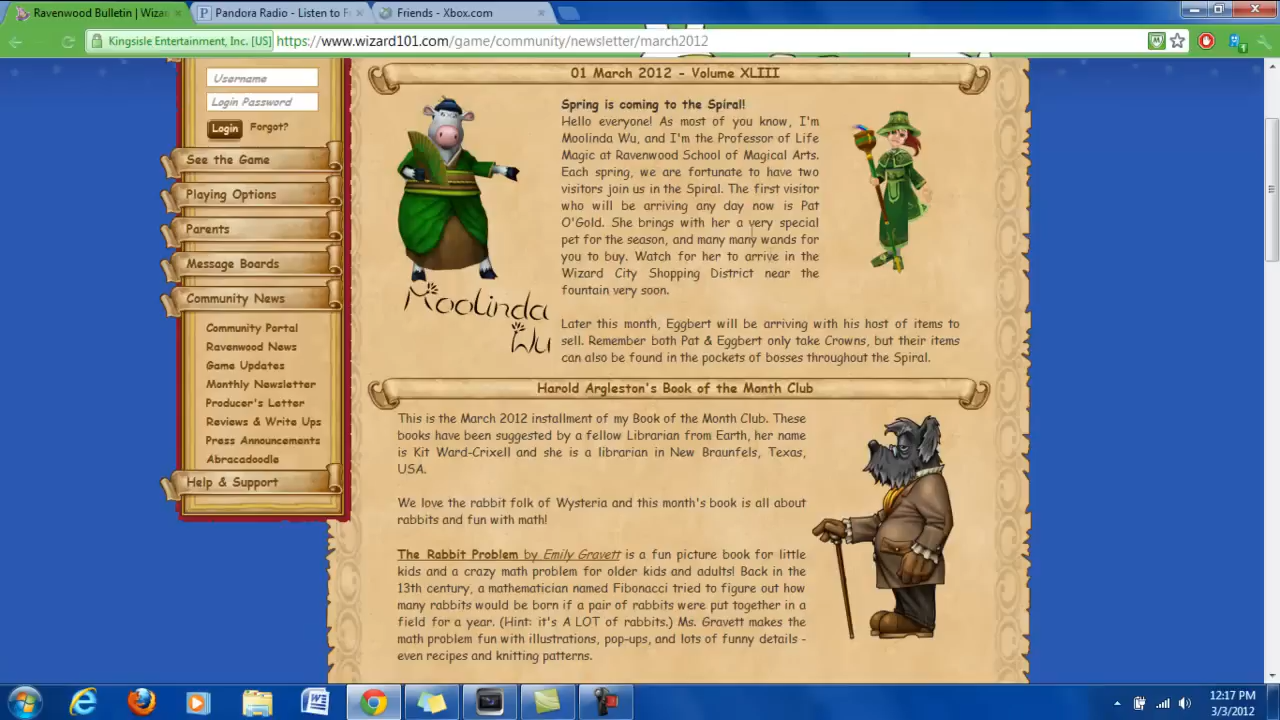 Ravenwood Bulletin | Wiza
Pandora Radio - Listen to F
Friends - Xbox.com
Kingsisle Entertainment, Inc. [US]
https://www.wizard101.com/game/community/newsletter/march2012
Username
Login Password
Login
Forgot?
See the Game
Playing Options
Parents
Message Boards
Community News
Community Portal
Ravenwood News
Game Updates
Monthly Newsletter
Producer's Letter
Reviews & Write Ups
Press Announcements
Abracadoodle
Help & Support
01 March 2012 - Volume XLIII
Spring is coming to the Spiral!
Hello everyone! As most of you know, I'm
Moolinda Wu, and I'm the Professor of Life
Magic at Ravenwood School of Magical Arts.
Each spring, we are fortunate to have two
visitors join us in the Spiral. The first visitor
who will be arriving any day now is Pat
O'Gold. She brings with her a very special
pet for the season, and many many wands for
you to buy. Watch for her to arrive in the
Wizard City Shopping District near the
fountain very soon.
Moolinda
Wu
Later this month, Eggbert will be arriving with his host of items to
sell. Remember both Pat & Eggbert only take Crowns, but their items
can also be found in the pockets of bosses throughout the Spiral.
Harold Argleston's Book of the Month Club
This is the March 2012 installment of my Book of the Month Club. These
books have been suggested by a fellow Librarian from Earth, her name
is Kit Ward-Crixell and she is a librarian in New Braunfels, Texas,
USA.
We love the rabbit folk of Wysteria and this month's book is all about
rabbits and fun with math!
The Rabbit Problem by Emily Gravett is a fun picture book for little
kids and a crazy math problem for older kids and adults! Back in the
13th century, a mathematician named Fibonacci tried to figure out how
many rabbits would be born if a pair of rabbits were put together in a
field for a year. (Hint: it's A LOT of rabbits.) Ms. Gravett makes the
math problem fun with illustrations, pop-ups, and lots of funny details -
even recipes and knitting patterns.
12:17 PM
3/3/2012